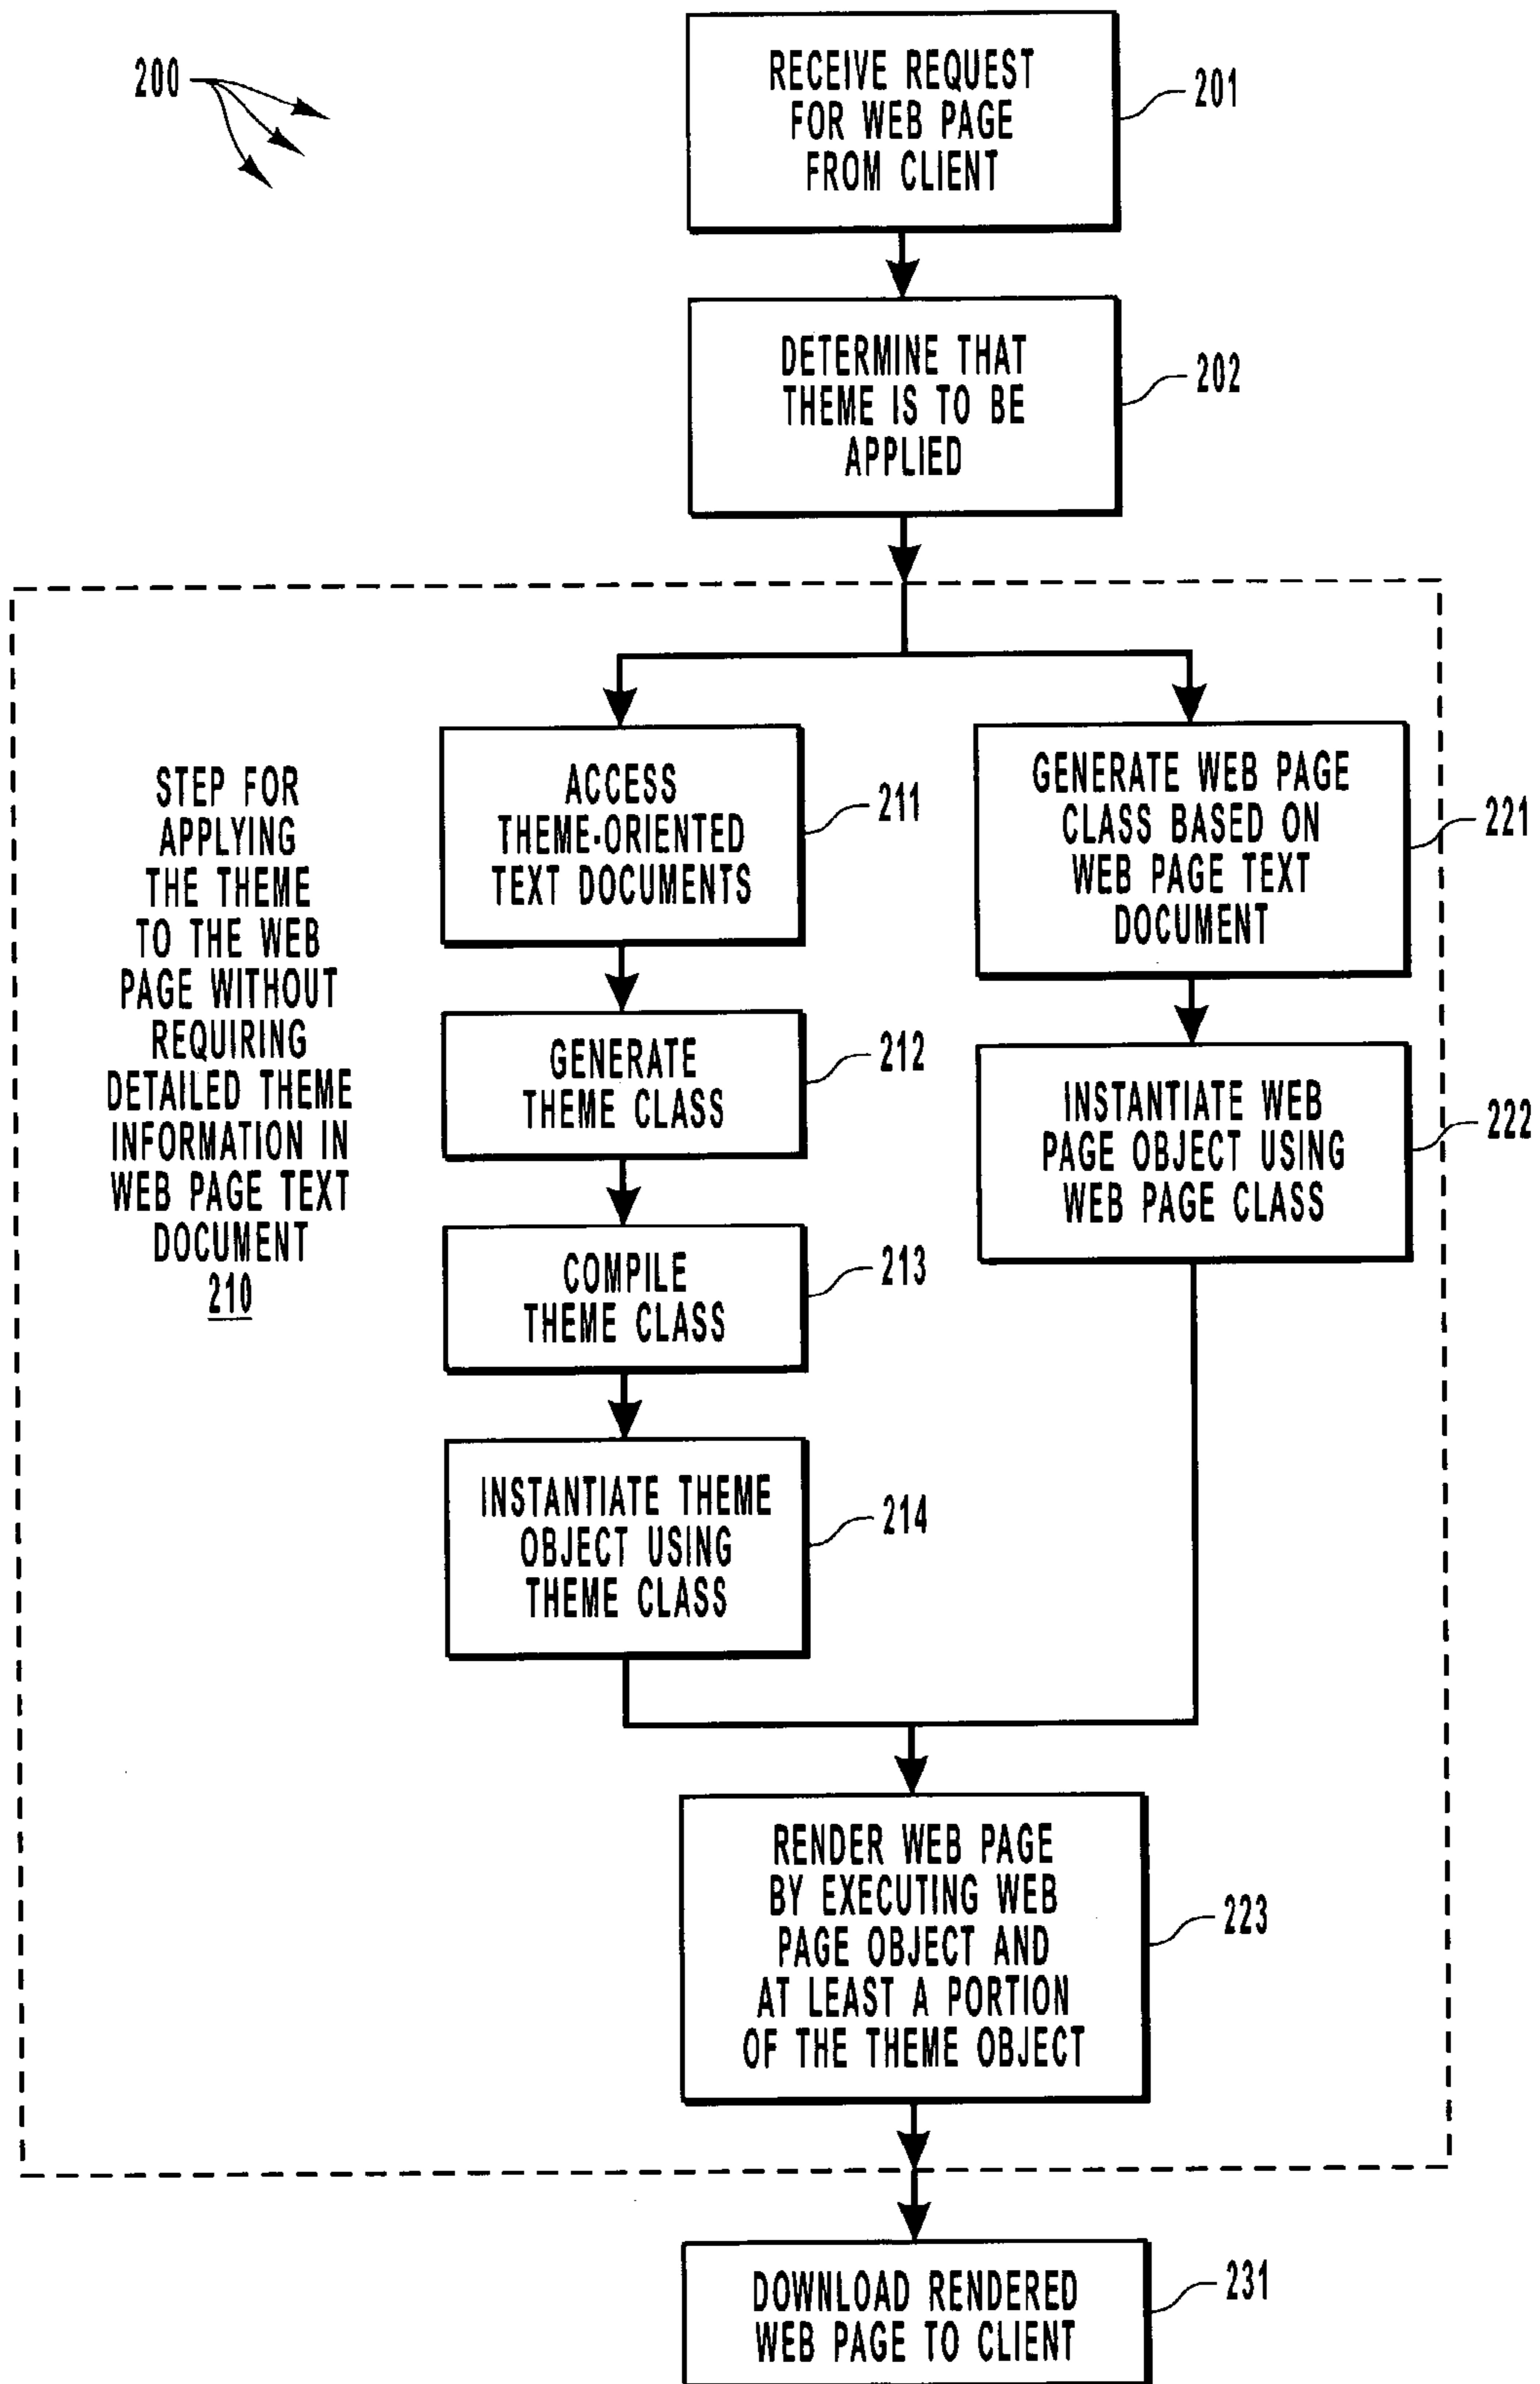 200
RECEIVE REQUEST
FOR WEB PAGE
FROM CLIENT
201
DETERMINE THAT
THEME IS TO BE
APPLIED
202
STEP FOR
APPLYING
THE THEME
TO THE WEB
PAGE WITHOUT
REQUIRING
DETAILED THEME
INFORMATION IN
WEB PAGE TEXT
DOCUMENT
210
ACCESS
THEME-ORIENTED
TEXT DOCUMENTS
211
GENERATE
THEME CLASS
212
COMPILE
THEME CLASS
213
INSTANTIATE THEME
OBJECT USING
THEME CLASS
214
GENERATE WEB PAGE
CLASS BASED ON
WEB PAGE TEXT
DOCUMENT
221
INSTANTIATE WEB
PAGE OBJECT USING
WEB PAGE CLASS
222
RENDER WEB PAGE
BY EXECUTING WEB
PAGE OBJECT AND
AT LEAST A PORTION
OF THE THEME OBJECT
223
DOWNLOAD RENDERED
WEB PAGE TO CLIENT
231